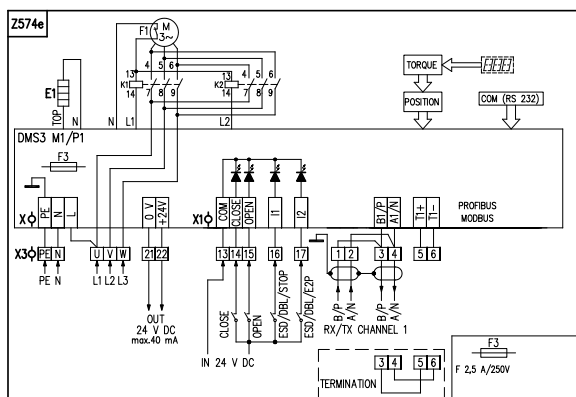 Z574e
F1
M
3~
4 5 6
4 5 6
13
K1
14
7 8 9
13
K2
14
7 8 9
E1
TOP
N
N
L1
L2
TORQUE
POSITION
COM (RS 232)
DMS3 M1/P1
F3
PROFIBUS
MODBUS
X
PE
N
L
0 V
+24V
X1
COM
CLOSE
OPEN
I1
I2
B1/P
A1/N
T1+
T1-
X3
PE N
U V W
21 22
13 14 15
16
17
1 2
3 4
5 6
PE N
L1 L2 L3
OUT
24 V DC
max.40 mA
CLOSE
OPEN
ESD/DBL/STOP
ESD/DBL/E2P
IN 24 V DC
B/P
A/N
B/P
A/N
RX/TX CHANNEL 1
TERMINATION
3 4
5 6
F3
F 2,5 A/250V